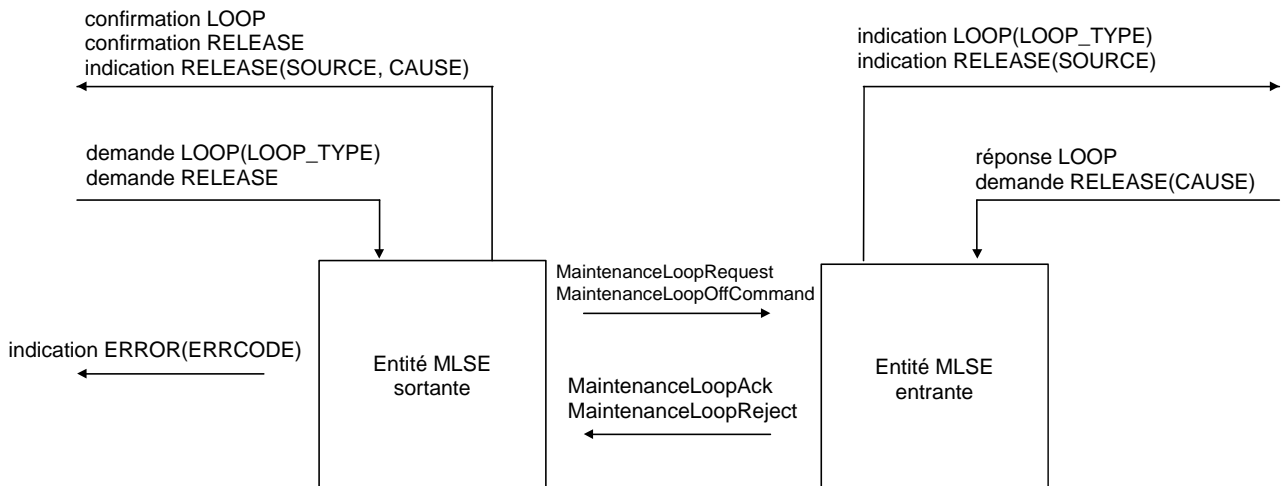 confirmation LOOP
confirmation RELEASE
indication RELEASE(SOURCE, CAUSE)
indication LOOP(LOOP_TYPE)
indication RELEASE(SOURCE)
demande LOOP(LOOP_TYPE)
demande RELEASE
réponse LOOP
demande RELEASE(CAUSE)
MaintenanceLoopRequest
MaintenanceLoopOffCommand
indication ERROR(ERRCODE)
Entité MLSE
sortante
MaintenanceLoopAck
MaintenanceLoopReject
Entité MLSE
entrante